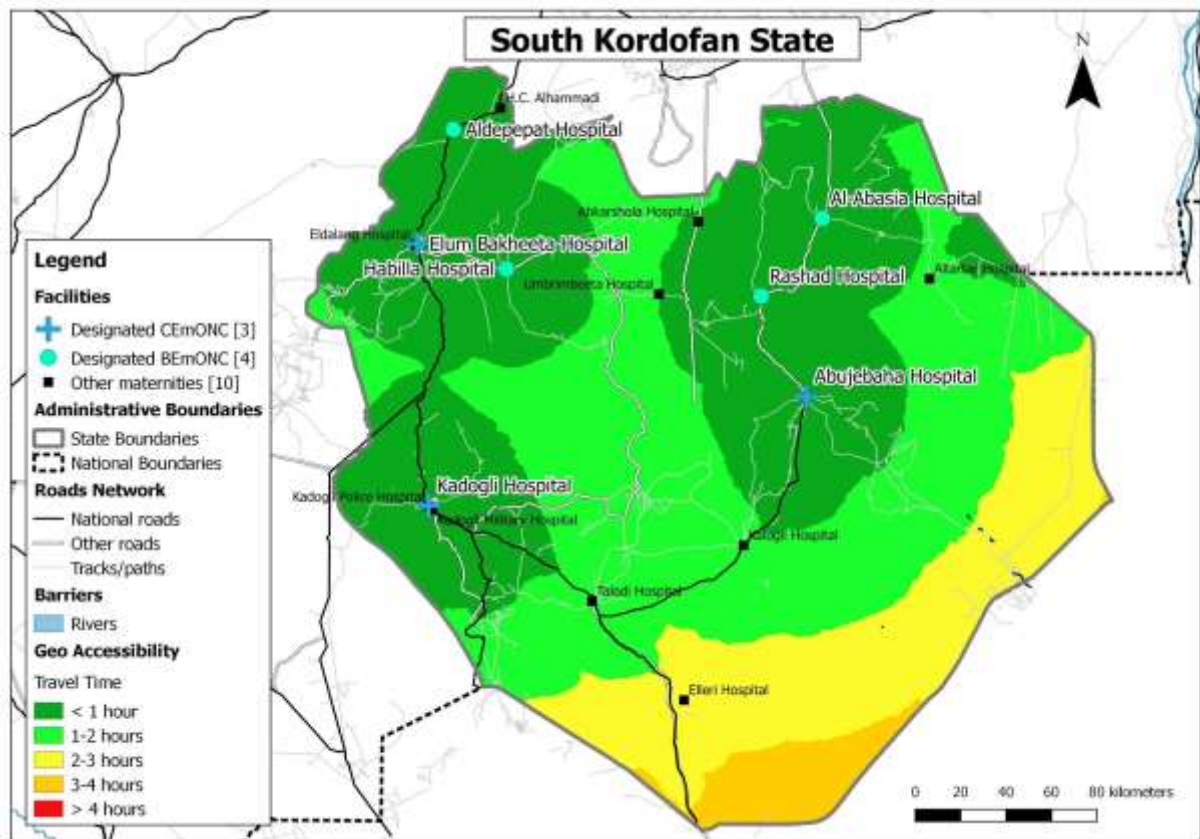 South Kordofan State
N
H.C. Alhammadi
Aldepepat Hospital
Al-Abasia Hospital
Abkarshola Hospital
Eldalang Hospital
Elum Bakheeta Hospital
Habilla Hospital
Umbrimbeeta Hospital
Rashad Hospital
Hospital
Abujebaha Hospital
Kadogli Hospital
Kadogli Police Hospital
Kadogli Military Hospital
Kalogli Hospital
Talodi Hospital
Elleri Hospital
Legend
Facilities
Designated CEmONC [3]
Designated BEmONC [4]
Other maternities [10]
Administrative Boundaries
State Boundaries
National Boundaries
Roads Network
National roads
Other roads
Tracks/paths
Barriers
Rivers
Geo Accessibility
Travel Time
< 1 hour
1-2 hours
2-3 hours
3-4 hours
> 4 hours
0 20 40 60 80 kilometers